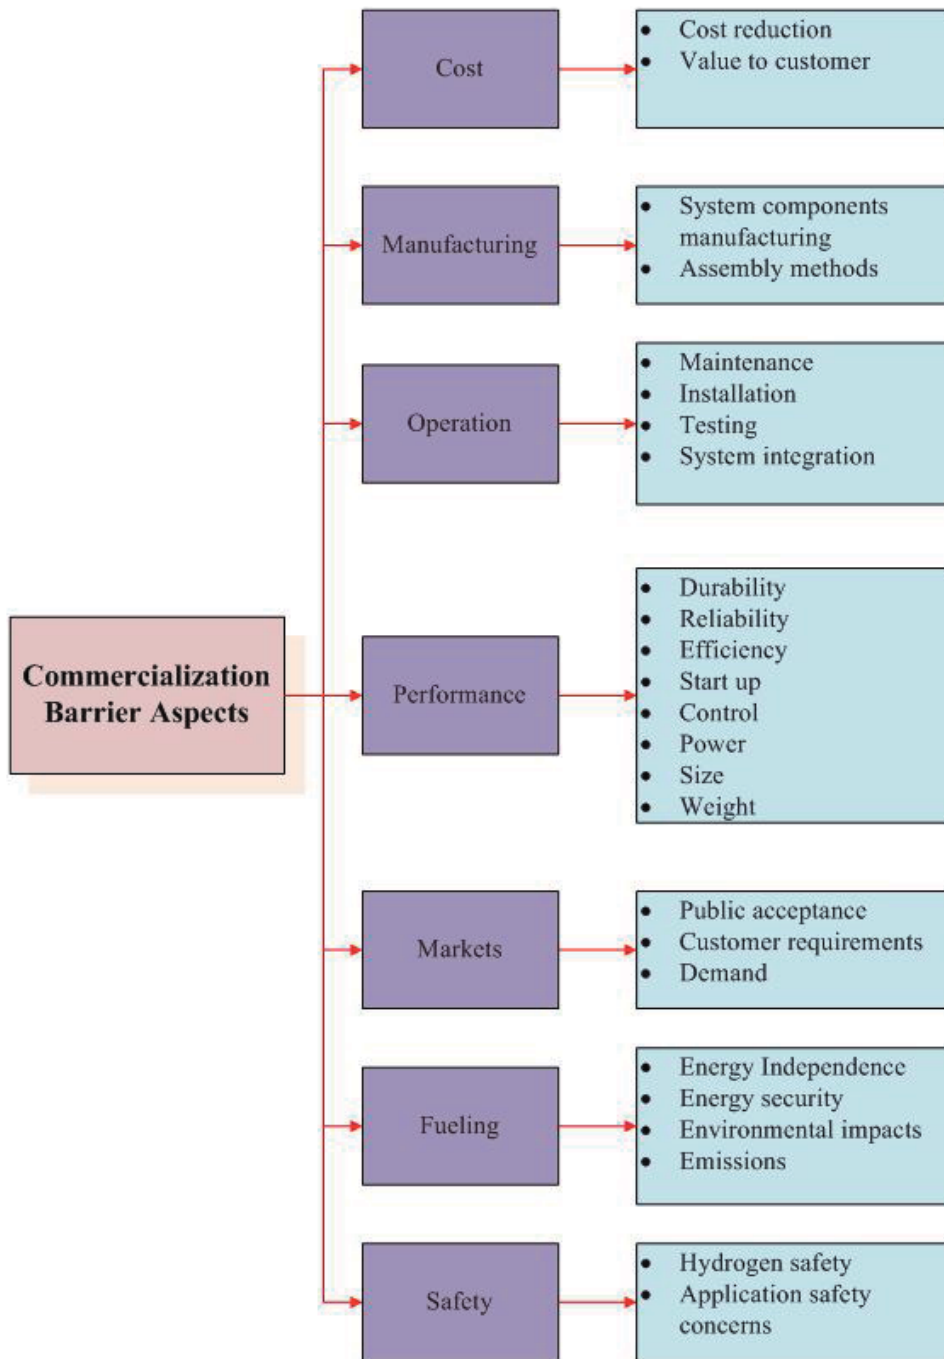 Commercialization
Barrier Aspects
Cost
• Cost reduction
• Value to customer
Manufacturing
• System components
manufacturing
• Assembly methods
Operation
• Maintenance
• Installation
• Testing
• System integration
Performance
• Durability
• Reliability
• Efficiency
• Start up
• Control
• Power
• Size
• Weight
Markets
• Public acceptance
• Customer requirements
• Demand
Fueling
• Energy Independence
• Energy security
• Environmental impacts
• Emissions
Safety
• Hydrogen safety
• Application safety
concerns